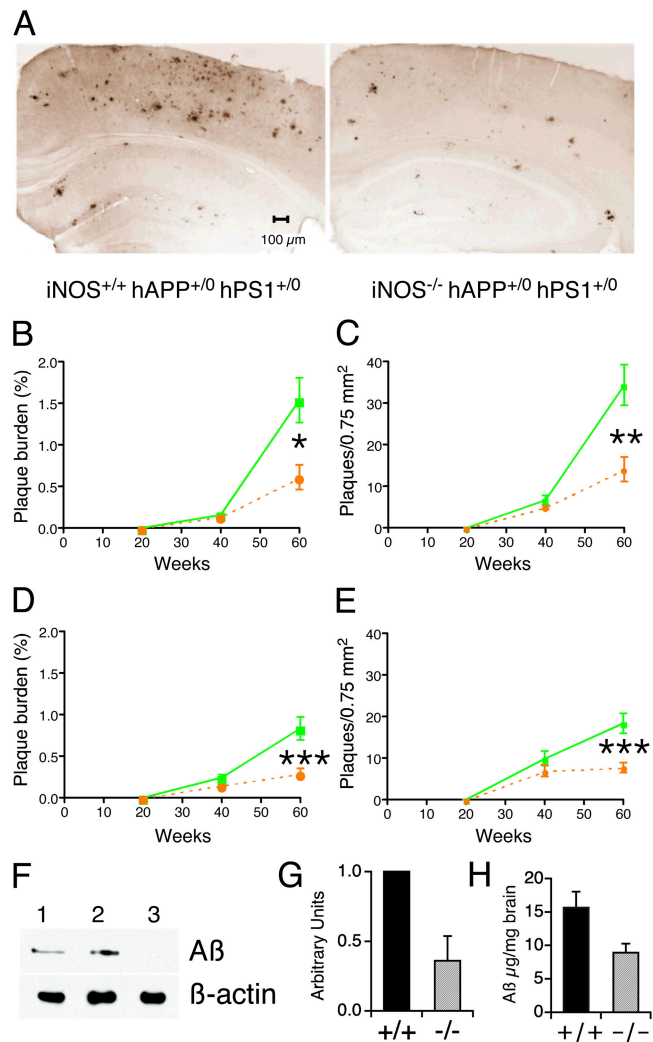 A
100 µm
iNOS+/+ hAPP+/0 hPS1+/0
iNOS-/- hAPP+/0 hPS1+/0
B
Plaque burden (%)
2.0
1.5
1.0
0.5
0.0
*
0 10 20 30 40 50 60
Weeks
C
Plaques/0.75 mm2
40
30
20
10
0
**
0 10 20 30 40 50 60
Weeks
D
Plaque burden (%)
2.0
1.5
1.0
0.5
0.0
***
0 10 20 30 40 50 60
Weeks
E
Plaques/0.75 mm2
40
30
20
10
0
***
0 10 20 30 40 50 60
Weeks
F
1 2 3
Aß
ß-actin
G
Arbitrary Units
1.0
0.5
0.0
+/+ -/-
H
Aß µg/mg brain
20
15
10
5
0
+/+ -/-